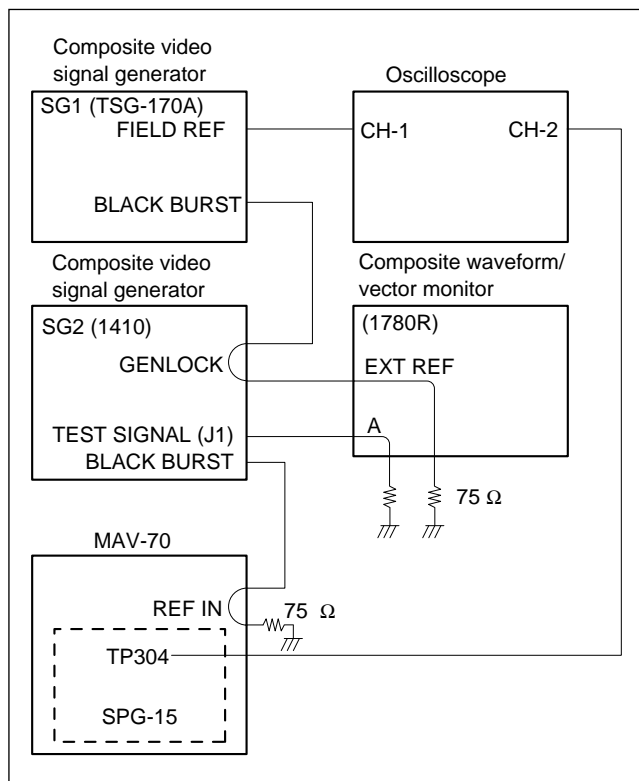 Composite video
signal generator
SG1 (TSG-170A)
FIELD REF
BLACK BURST
Oscilloscope
CH-1
CH-2
Composite video
signal generator
SG2 (1410)
GENLOCK
TEST SIGNAL (J1)
BLACK BURST
Composite waveform/
vector monitor
(1780R)
EXT REF
A
75 Ω
MAV-70
REF IN
75 Ω
TP304
SPG-15